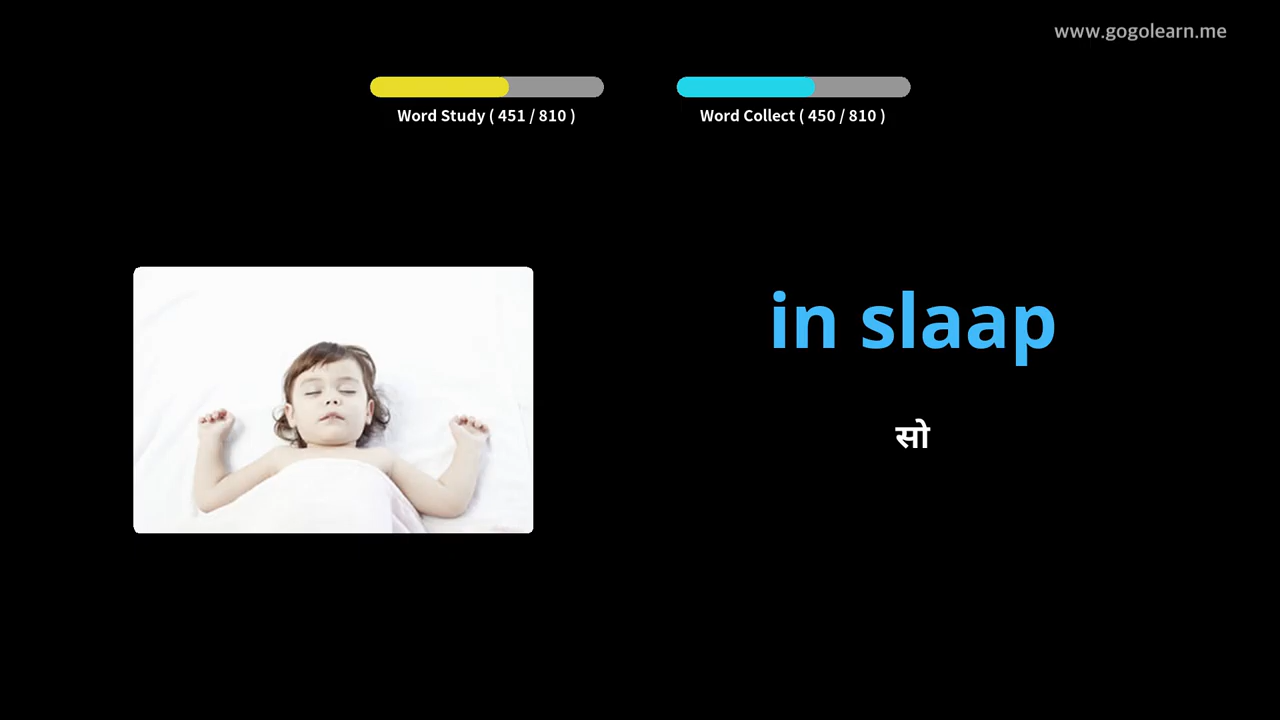 www.gogolearn.me
Word Study ( 451 / 810 )
Word Collect ( 450 / 810 )
in slaap
सो